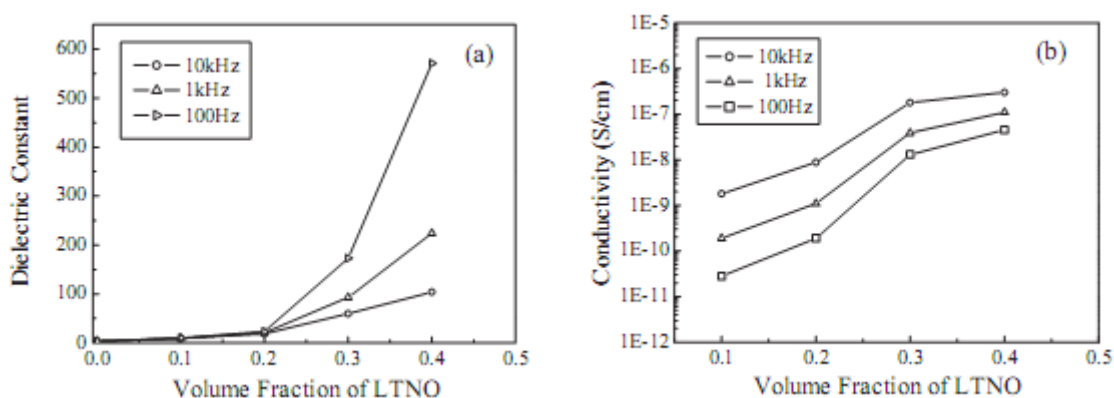 (a)
10kHz
1kHz
100Hz
600
500
400
300
200
100
0
Dielectric Constant
0.0 0.1 0.2 0.3 0.4 0.5
Volume Fraction of LTNO
(b)
10kHz
1kHz
100Hz
1E-5
1E-6
1E-7
1E-8
1E-9
1E-10
1E-11
1E-12
Conductivity (S/cm)
0.1 0.2 0.3 0.4 0.5
Volume Fraction of LTNO